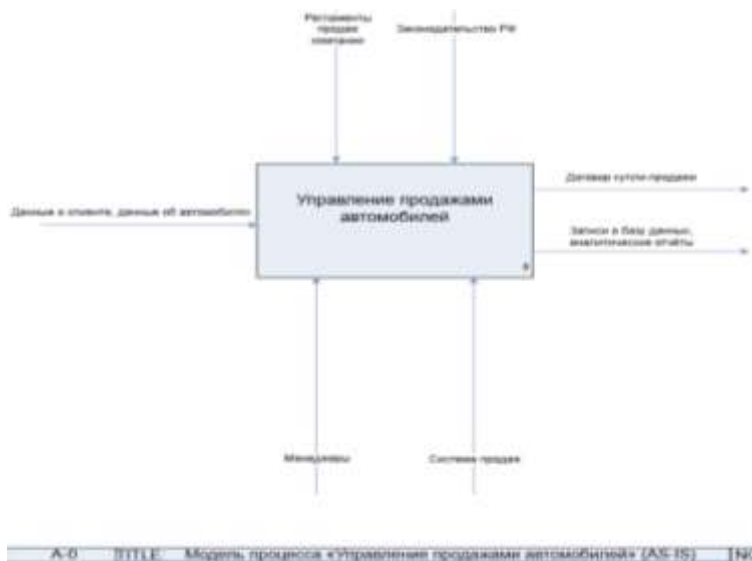 Регламенты
продаж
компании
Законодательство РФ
Управление продажами
автомобилей
Договор купли-продажи
Данные о клиенте, данные об автомобиле
Записи в базу данных,
аналитические отчёты
Менеджеры
Система продаж
A-0 TITLE: Модель процесса «Управление продажами автомобилей» (AS-IS)